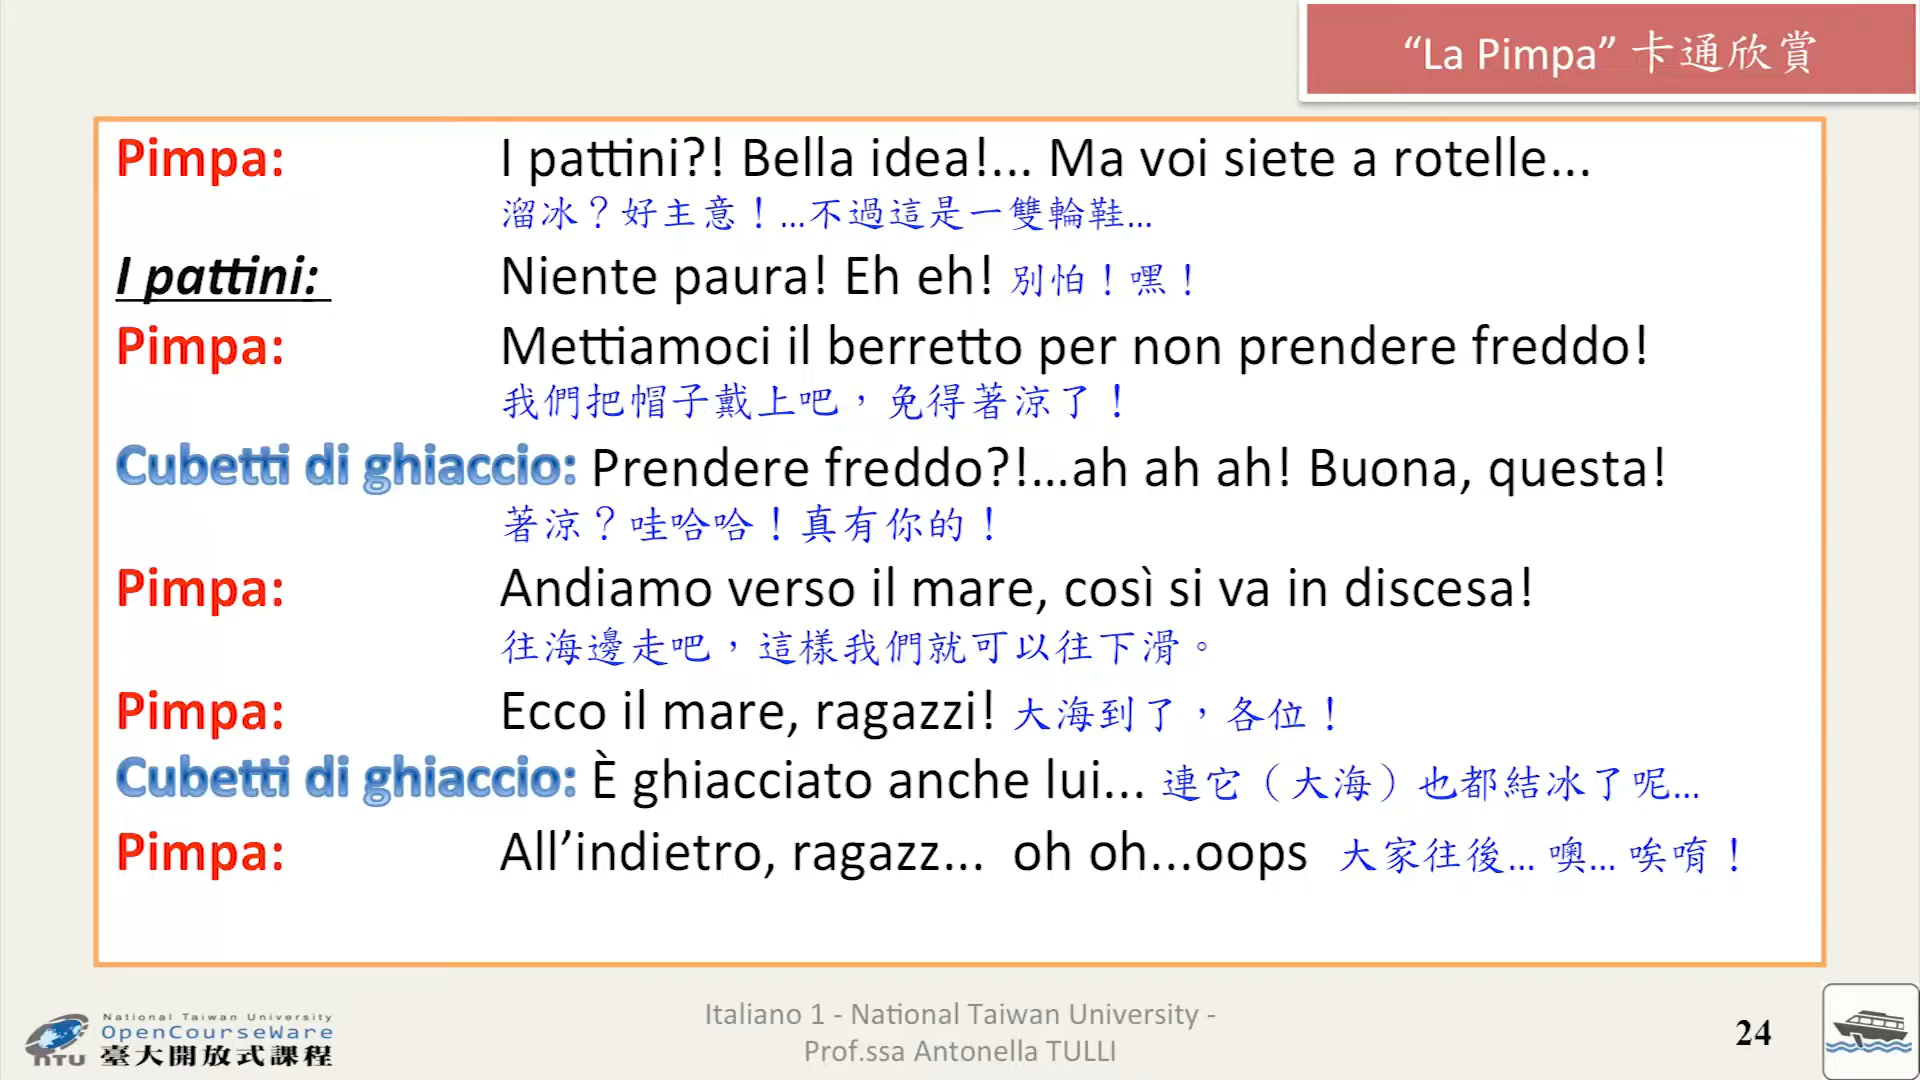 “La Pimpa” 卡通欣賞
Pimpa: I pattini?! Bella idea!... Ma voi siete a rotelle...
溜冰？好主意！...不過這是一雙輪鞋...
I pattini: Niente paura! Eh eh! 別怕！嘿！
Pimpa: Mettiamoci il berretto per non prendere freddo!
我們把帽子戴上吧，免得著涼了！
Cubetti di ghiaccio: Prendere freddo?!...ah ah ah! Buona, questa!
著涼？哇哈哈！真有你的！
Pimpa: Andiamo verso il mare, così si va in discesa!
往海邊走吧，這樣我們就可以往下滑。
Pimpa: Ecco il mare, ragazzi! 大海到了，各位！
Cubetti di ghiaccio: È ghiacciato anche lui... 連它（大海）也都結冰了呢...
Pimpa: All’indietro, ragazz... oh oh...oops 大家往後... 噢... 唉唷！
National Taiwan University
OpenCourseWare
NTU 臺大開放式課程
Italiano 1 - National Taiwan University -
Prof.ssa Antonella TULLI
24